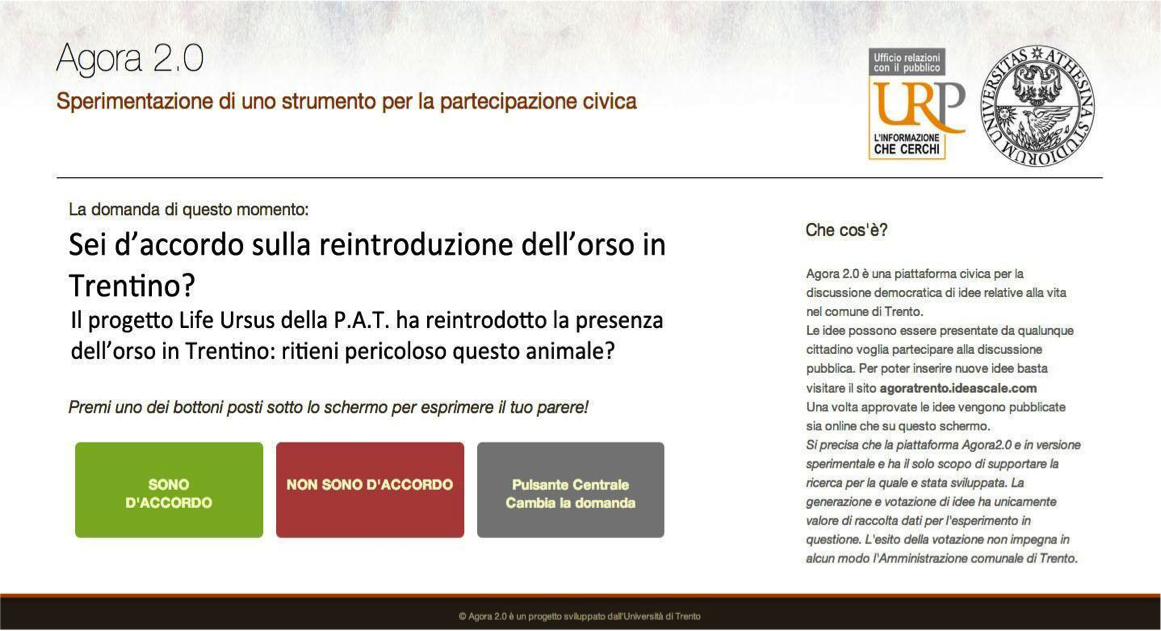 Agora 2.0
Sperimentazione di uno strumento per la partecipazione civica
Ufficio relazioni
con il pubblico
URP
L'INFORMAZIONE
CHE CERCHI
UNIVERSITAS ATHESINA STUDIORUM
La domanda di questo momento:
Sei d'accordo sulla reintroduzione dell'orso in
Trentino?
Il progetto Life Ursus della P.A.T. ha reintrodotto la presenza
dell'orso in Trentino: ritieni pericoloso questo animale?
Premi uno dei bottoni posti sotto lo schermo per esprimere il tuo parere!
SONO
D'ACCORDO
NON SONO D'ACCORDO
Pulsante Centrale
Cambia la domanda
Che cos'è?
Agora 2.0 è una piattaforma civica per la
discussione democratica di idee relative alla vita
nel comune di Trento.
Le idee possono essere presentate da qualunque
cittadino voglia partecipare alla discussione
pubblica. Per poter inserire nuove idee basta
visitare il sito agoratrento.ideascale.com
Una volta approvate le idee vengono pubblicate
sia online che su questo schermo.
Si precisa che la piattaforma Agora2.0 e in versione
sperimentale e ha il solo scopo di supportare la
ricerca per la quale e stata sviluppata. La
generazione e votazione di idee ha unicamente
valore di raccolta dati per l'esperimento in
questione. L'esito della votazione non impegna in
alcun modo l'Amministrazione comunale di Trento.
© Agora 2.0 è un progetto sviluppato dall'Università di Trento